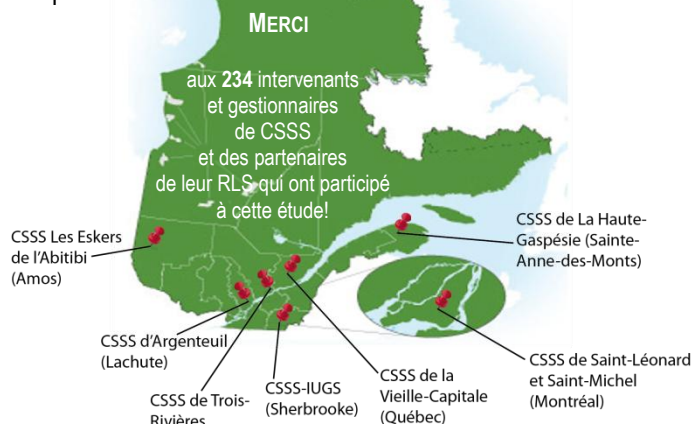 MERCI
aux 234 intervenants
et gestionnaires
de CSSS
et des partenaires
de leur RLS qui ont participé
à cette étude!
CSSS Les Eskers
de l'Abitibi
(Amos)
CSSS de La Haute-
Gaspésie (Sainte-
Anne-des-Monts)
CSSS d'Argenteuil
(Lachute)
CSSS de Trois-
Rivières
CSSS-IUGS
(Sherbrooke)
CSSS de la
Vieille-Capitale
(Québec)
CSSS de Saint-Léonard
et Saint-Michel
(Montréal)